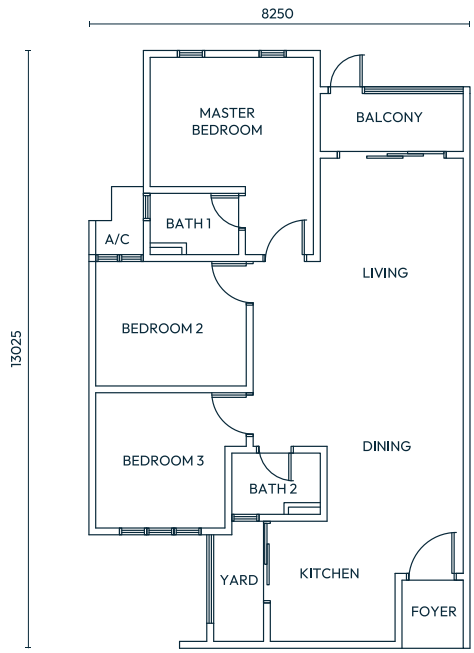 8250
13025
MASTER
BEDROOM
BALCONY
BATH 1
A/C
LIVING
BEDROOM 2
BEDROOM 3
DINING
BATH 2
YARD
KITCHEN
FOYER